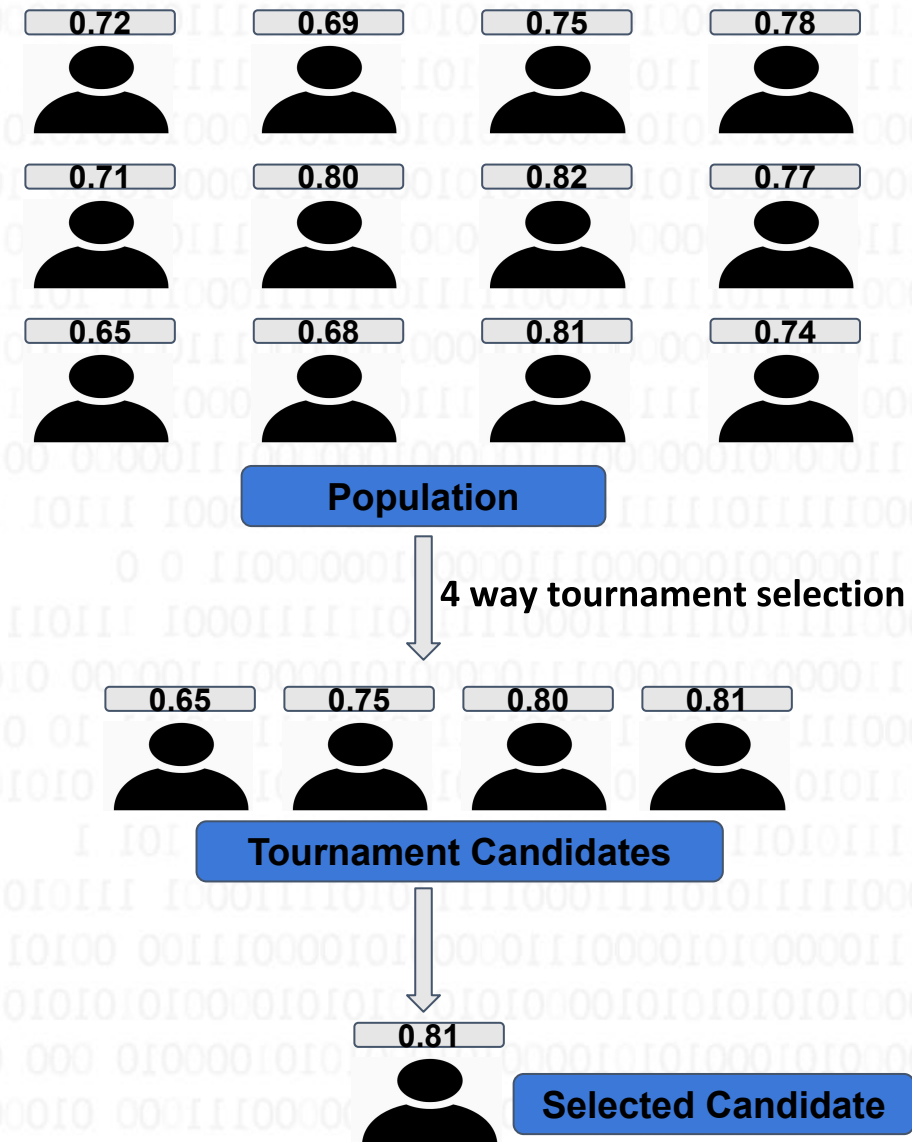 0.72 0.69 0.75 0.78
0.71 0.80 0.82 0.77
0.65 0.68 0.81 0.74
Population
4 way tournament selection
0.65 0.75 0.80 0.81
Tournament Candidates
0.81
Selected Candidate